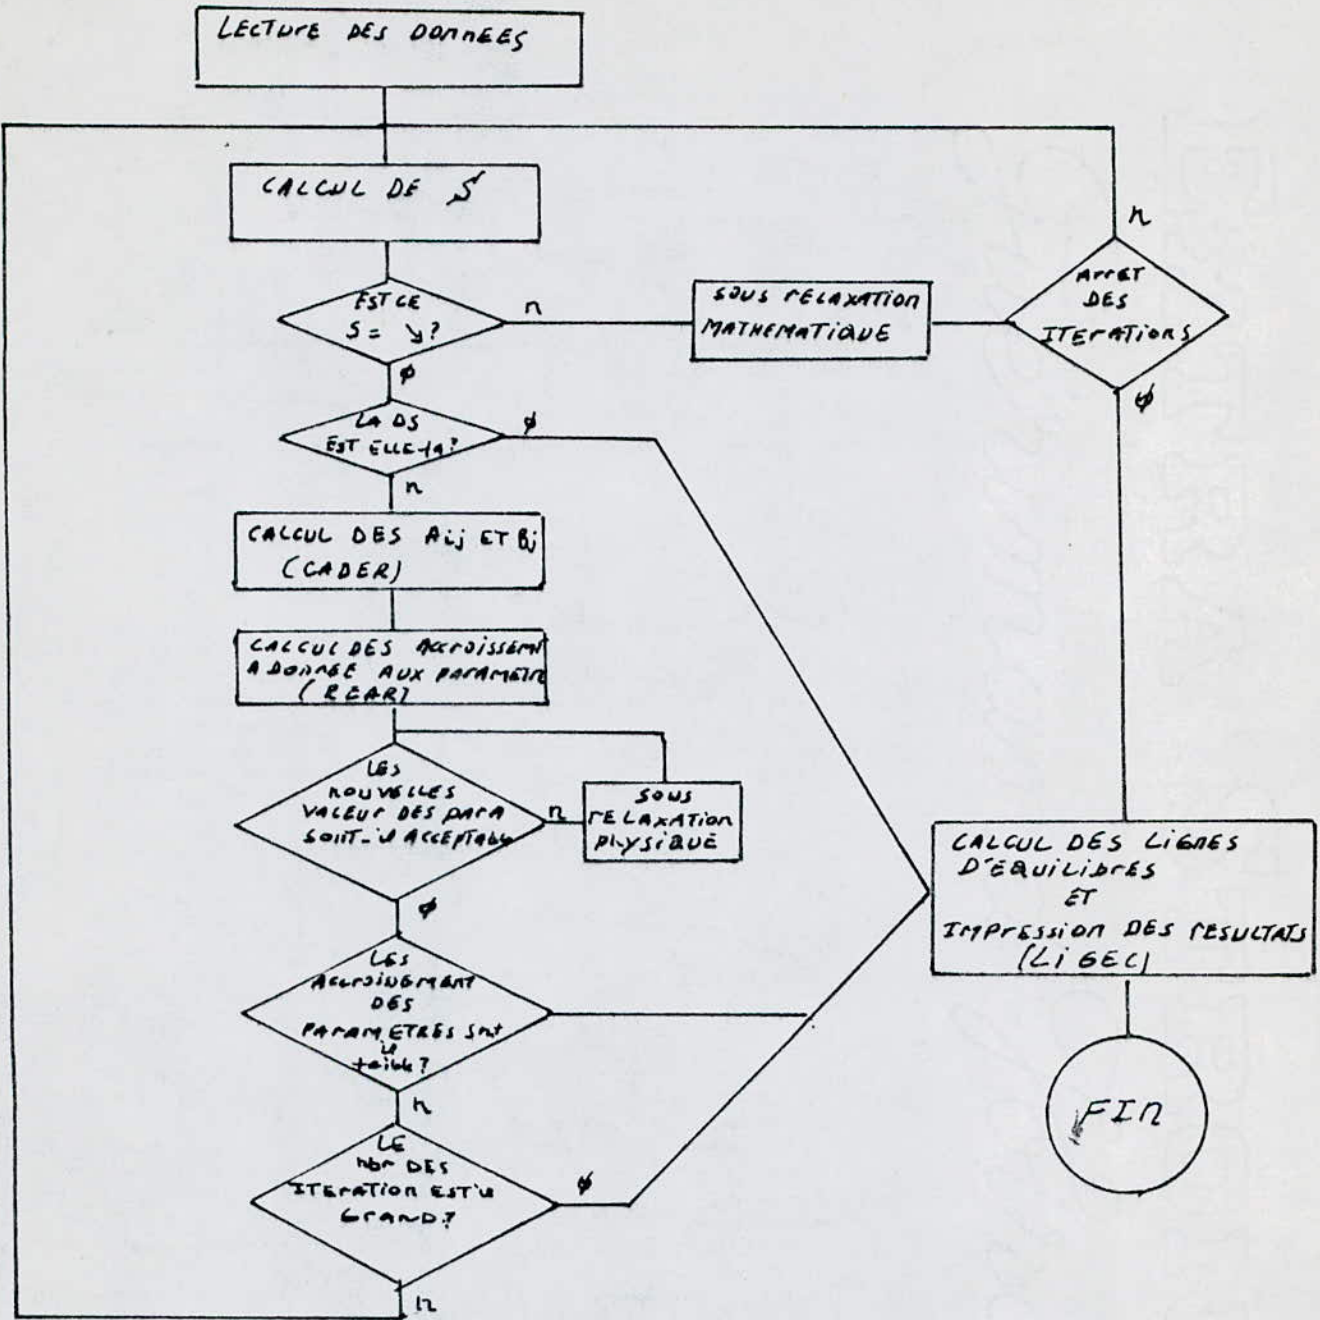 LECTURE DES DONNEES
CALCUL DE S
EST CE
S = ↘?
n
ϕ
SOUS RELAXATION
MATHEMATIQUE
n
ARRET
DES
ITERATIONS
ϕ
LA DS
EST ELLE
ϕ
n
CALCUL DES Aij ET Bj
(CADER)
CALCUL DES ACCROISSEMT
A DONNEE AUX PARAMETR
(REAR)
LES
NOUVELLES
VALEUR DES PARA
SONT-il ACCEPTABLE
n
SOUS
RELAXATION
PHYSIQUE
ϕ
LES
DES
PARAMETRES sont
il
faible?
n
LE
nbr DES
ITERATION EST'il
GRAND?
ϕ
n
CALCUL DES LIGNES
D'EQUILIBRES
ET
IMPRESSION DES RESULTATS
(LIGEC)
FIN